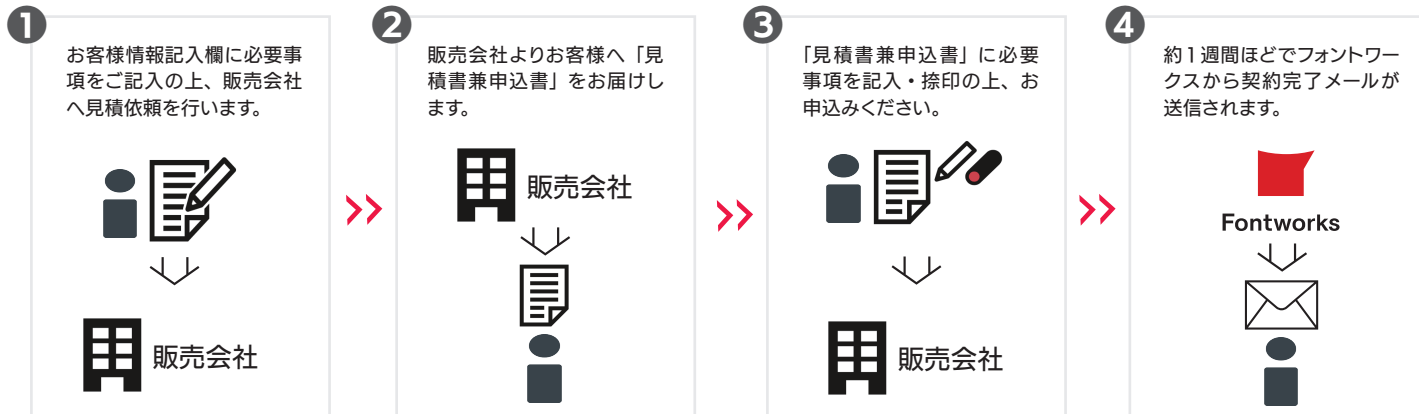 1
お客様情報記入欄に必要事
項をご記入の上、販売会社
へ見積依頼を行います。
販売会社
2
販売会社よりお客様へ「見
積書兼申込書」をお届けし
ます。
販売会社
3
「見積書兼申込書」に必要
事項を記入・捺印の上、お
申込みください。
販売会社
4
約1週間ほどでフォントワー
クスから契約完了メールが
送信されます。
Fontworks